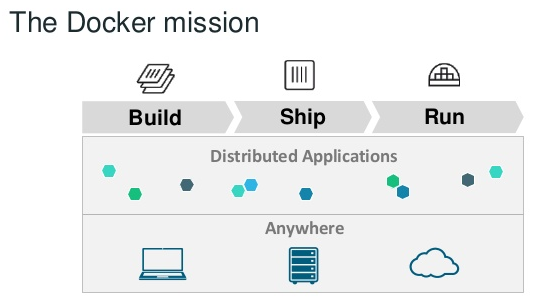 The Docker mission
Build Ship Run
Distributed Applications
Anywhere